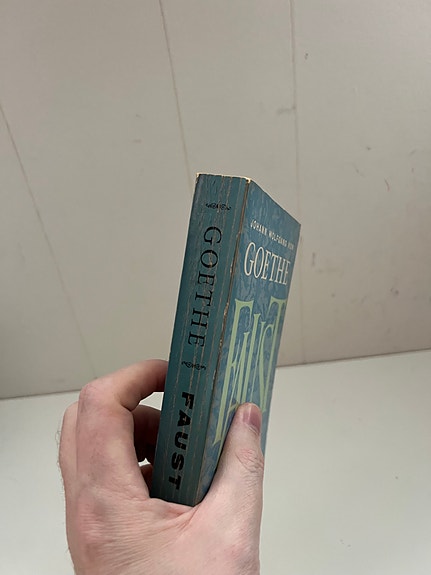 GOETHE
FAUST
JOHANN WOLFGANG VON
GOETHE
FAUST